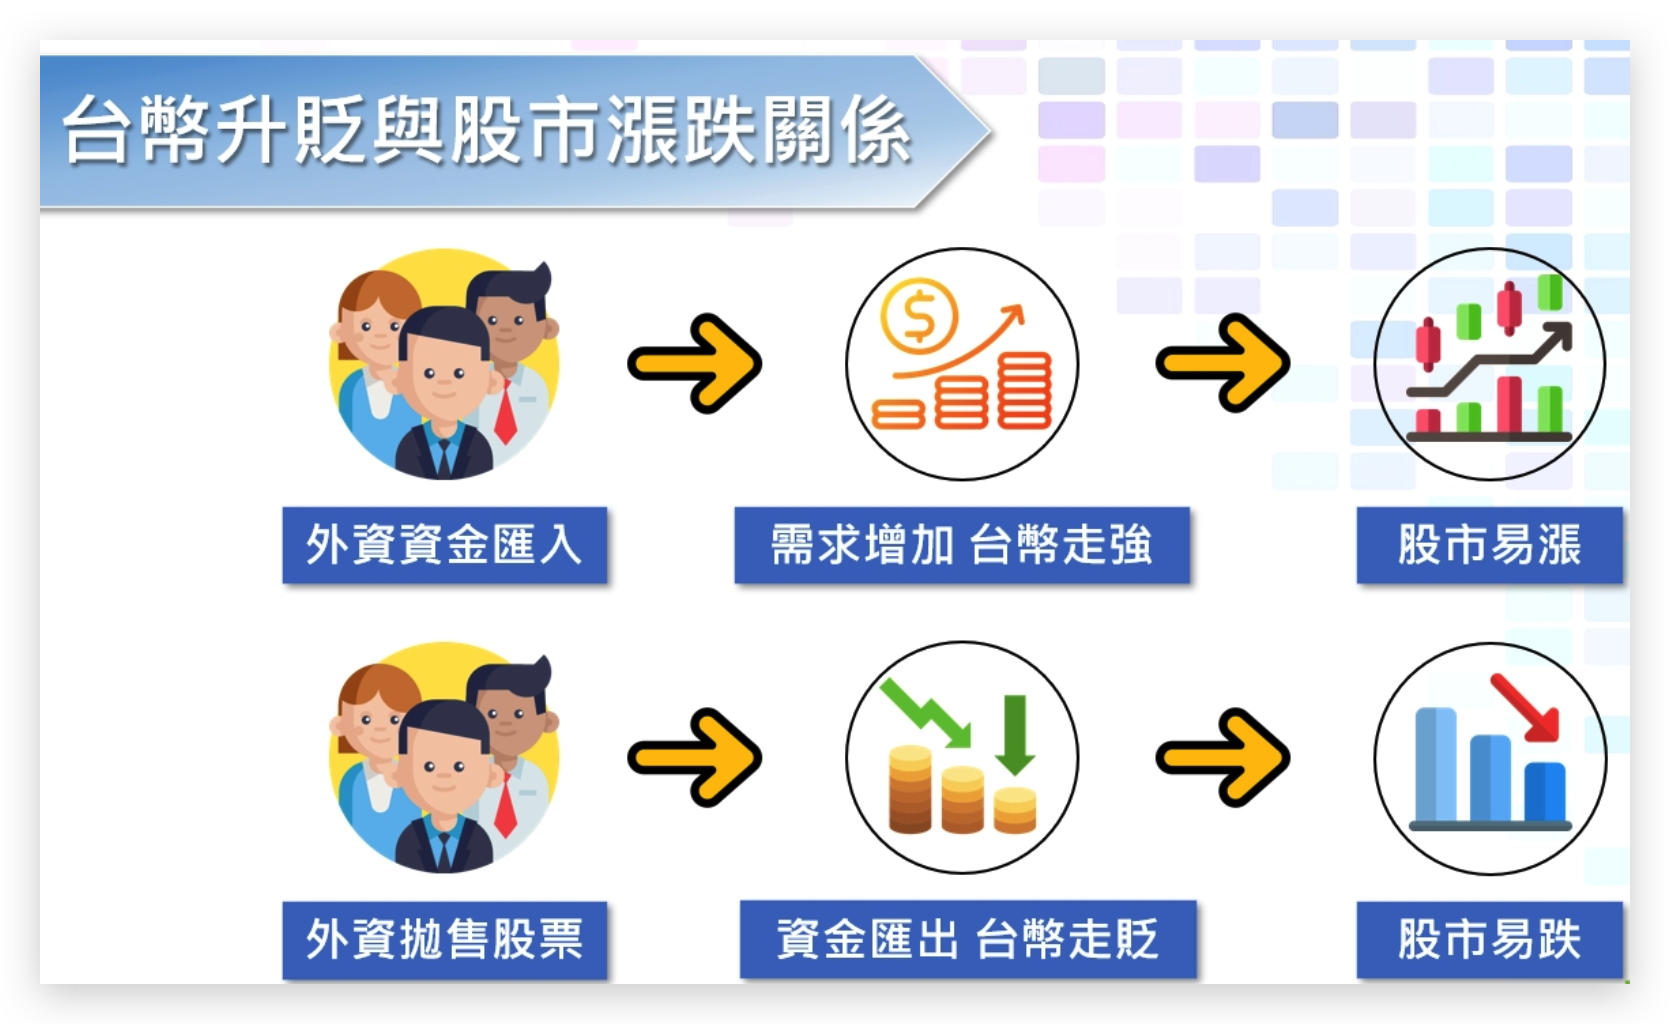 台幣升貶與股市漲跌關係
外資資金匯入
需求增加 台幣走強
股市易漲
外資拋售股票
資金匯出 台幣走貶
股市易跌